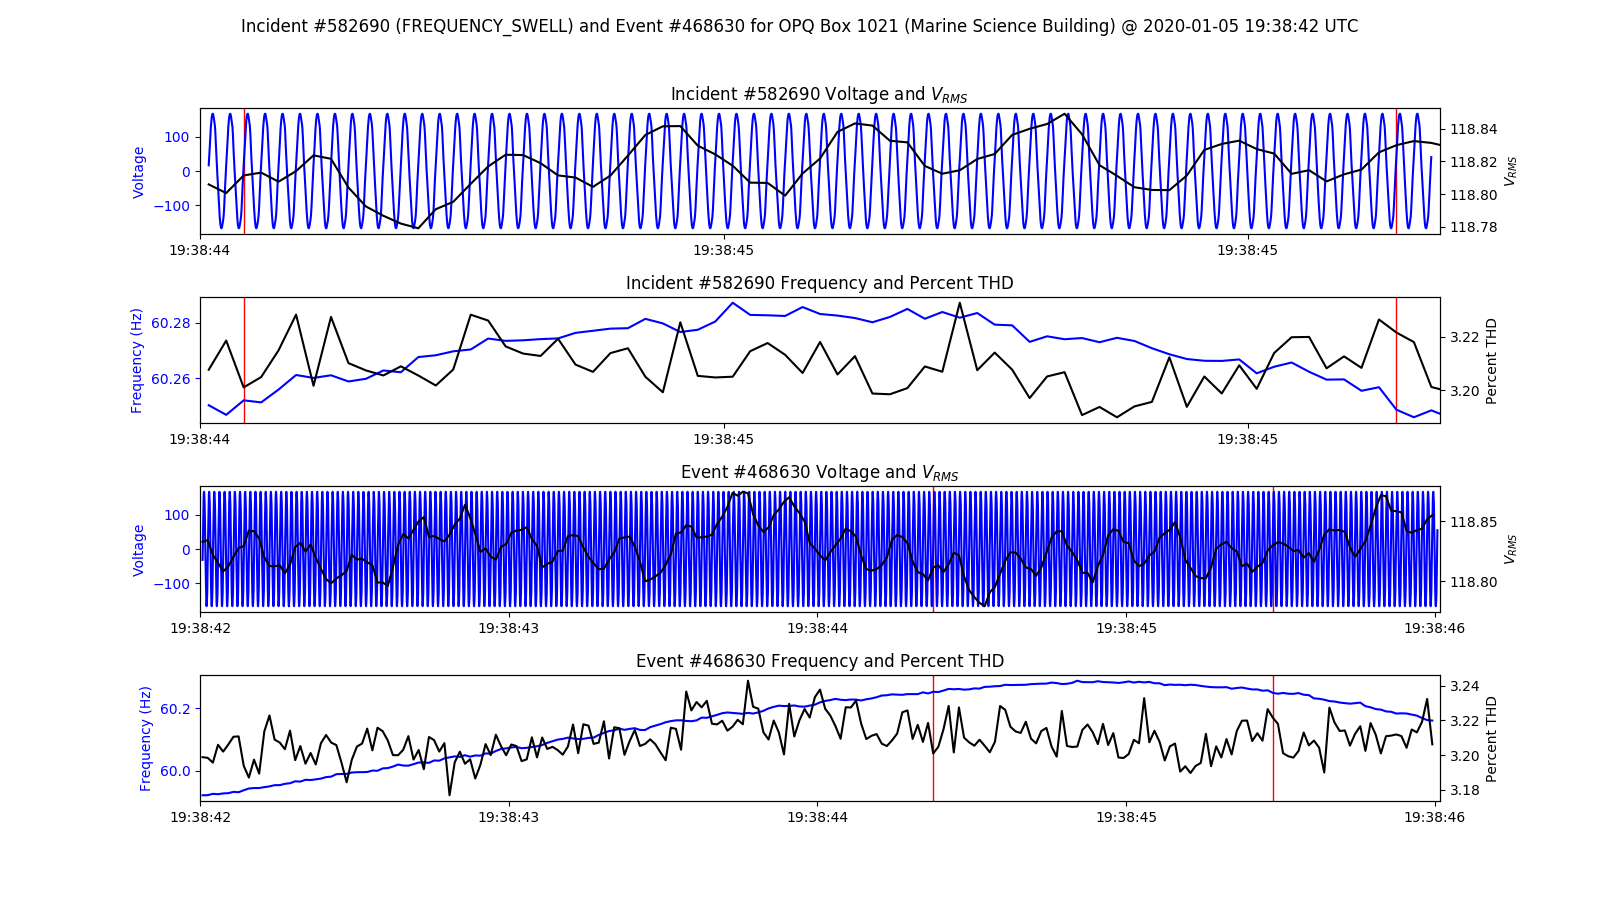 Incident #582690 (FREQUENCY_SWELL) and Event #468630 for OPQ Box 1021 (Marine Science Building) @ 2020-01-05 19:38:42 UTC
Incident #582690 Voltage and VRMS
Voltage
100
0
−100
118.84
118.82
118.80
118.78
VRMS
19:38:44 19:38:45 19:38:45
Incident #582690 Frequency and Percent THD
Frequency (Hz)
60.28
60.26
3.22
3.20
Percent THD
19:38:44 19:38:45 19:38:45
Event #468630 Voltage and VRMS
Voltage
100
0
−100
118.85
118.80
VRMS
19:38:42 19:38:43 19:38:44 19:38:45 19:38:46
Event #468630 Frequency and Percent THD
Frequency (Hz)
60.2
60.0
3.24
3.22
3.20
3.18
Percent THD
19:38:42 19:38:43 19:38:44 19:38:45 19:38:46